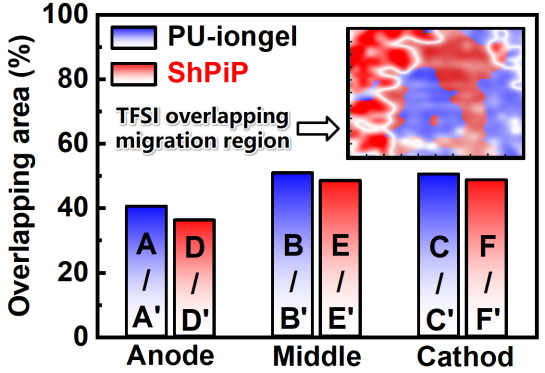 Overlapping area (%)
100
80
60
40
20
0
PU-iongel
ShPiP
TFSI overlapping
migration region
A
/
A'
D
/
D'
B
/
B'
E
/
E'
C
/
C'
F
/
F'
Anode
Middle
Cathod